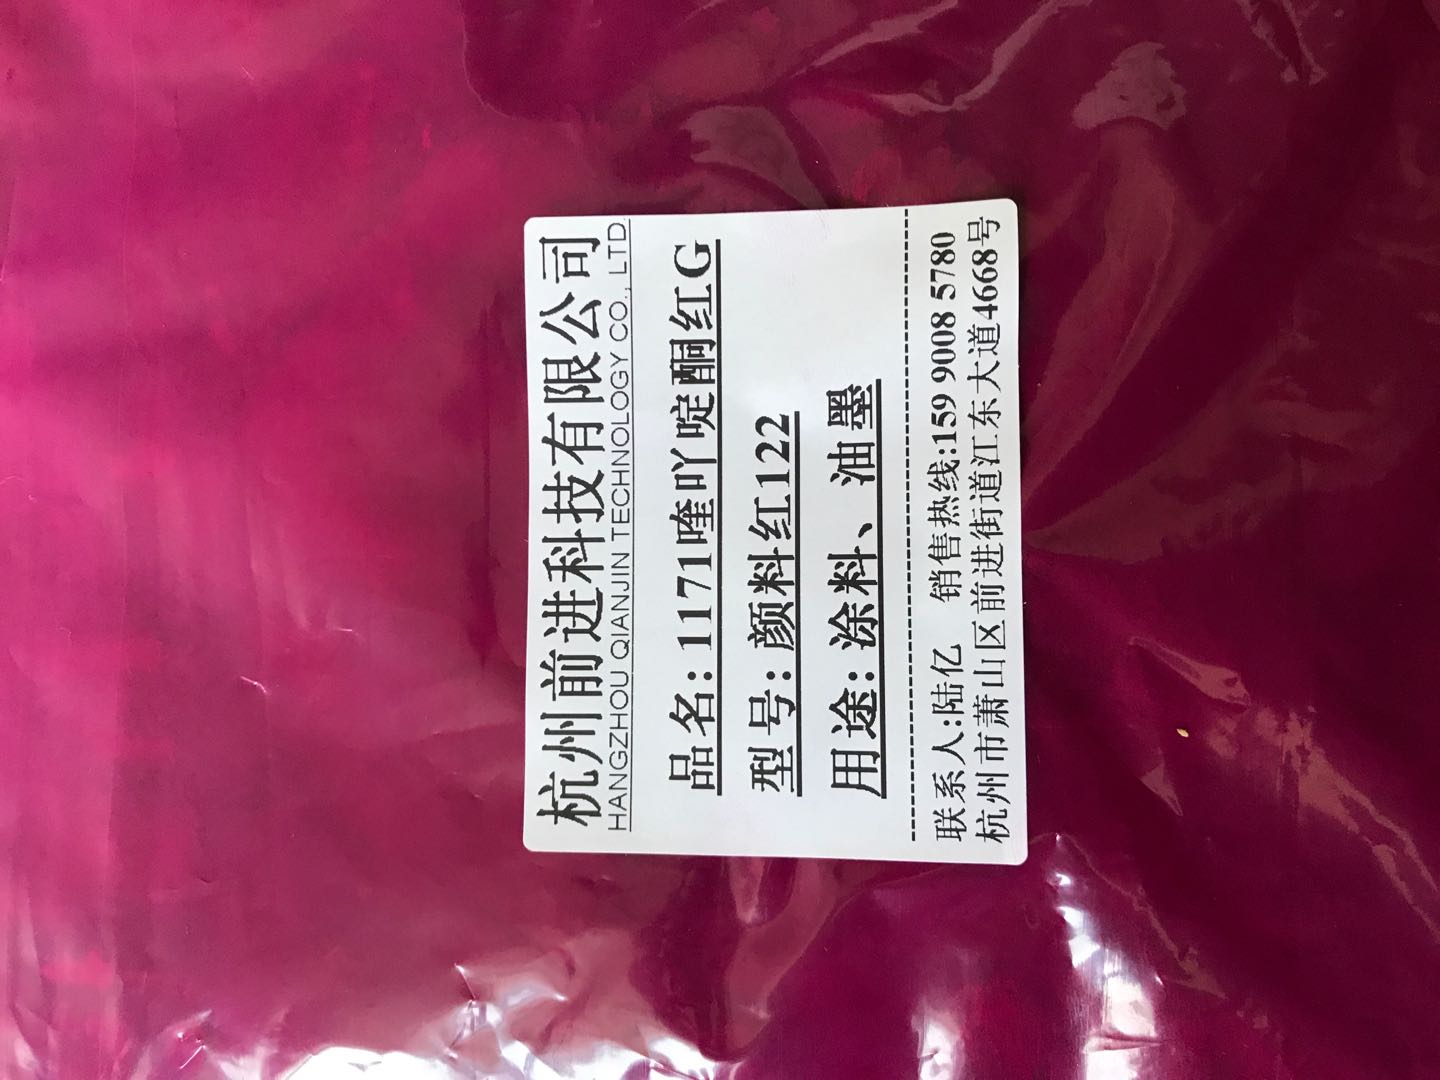 杭州前进科技有限公司
HANGZHOU QIANJIN TECHNOLOGY CO., LTD
品名: 1171喹吖啶酮红G
型号: 颜料红122
用途: 涂料、油墨
联系人:陆亿 销售热线:159 9008 5780
杭州市萧山区前进街道江东大道4668号